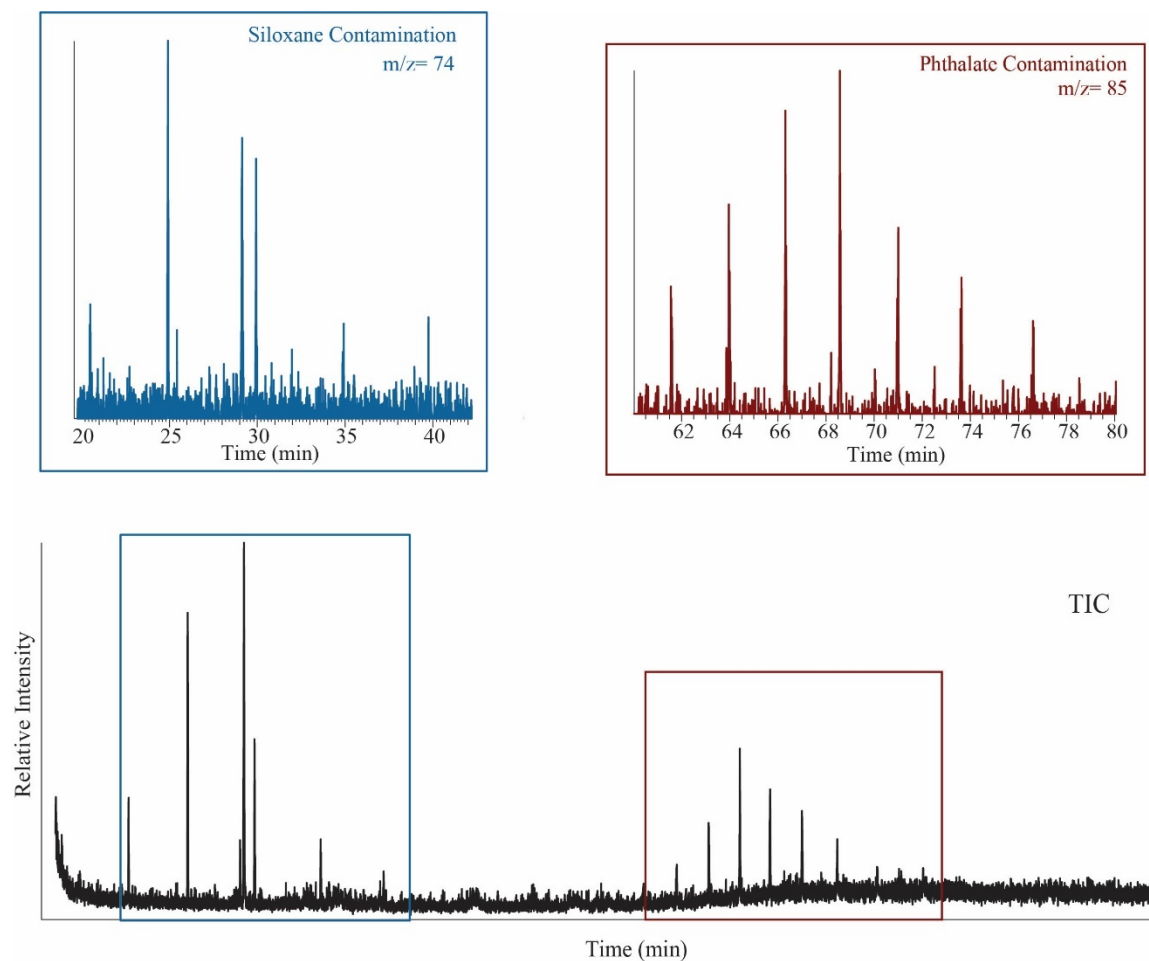 Siloxane Contamination
m/z= 74
20 25 30 35 40
Time (min)
Phthalatc Contamination
m/z= 85
62 64 66 68 70 72 74 76 78 80
Time (min)
TIC
Relative Intensity
Time (min)